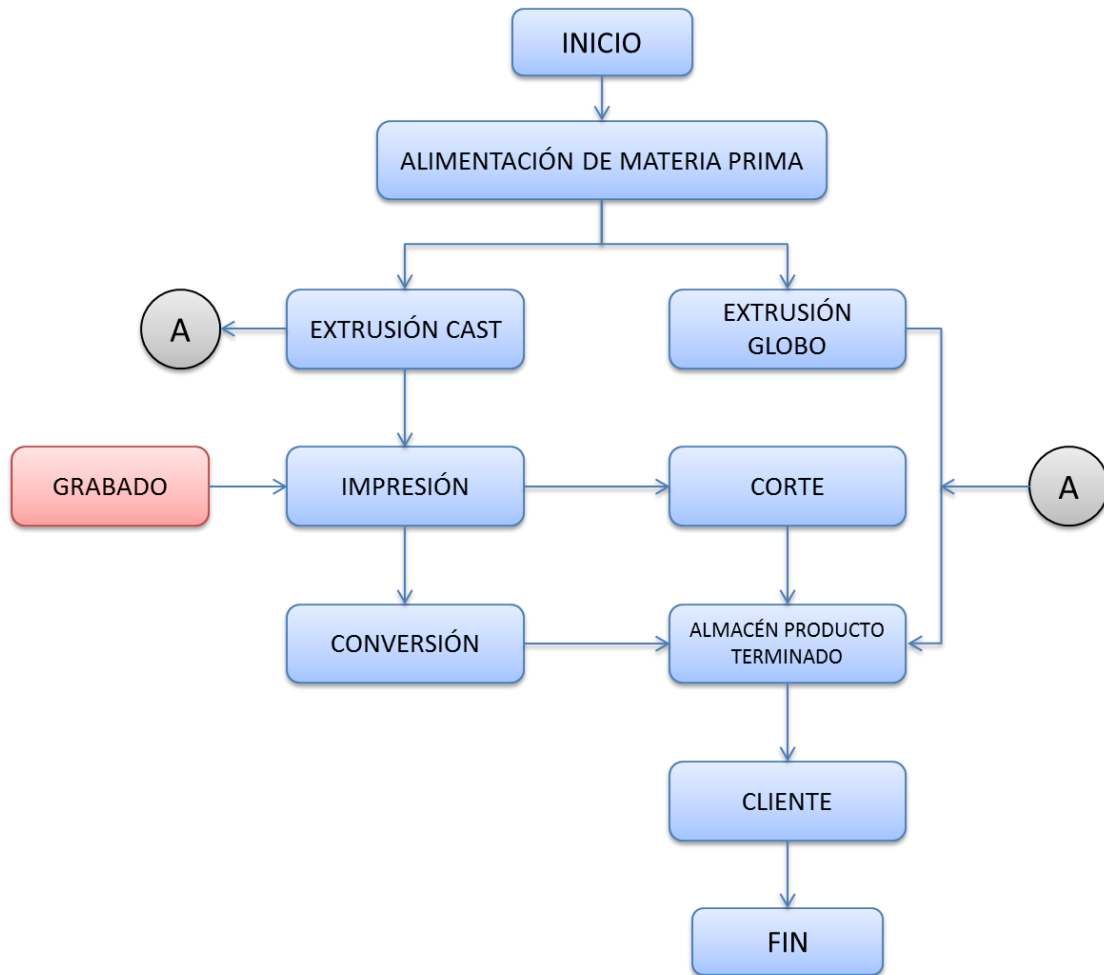 INICIO
ALIMENTACIÓN DE MATERIA PRIMA
A
EXTRUSIÓN CAST
EXTRUSIÓN
GLOBO
GRABADO
IMPRESIÓN
CORTE
A
CONVERSIÓN
ALMACÉN PRODUCTO
TERMINADO
CLIENTE
FIN